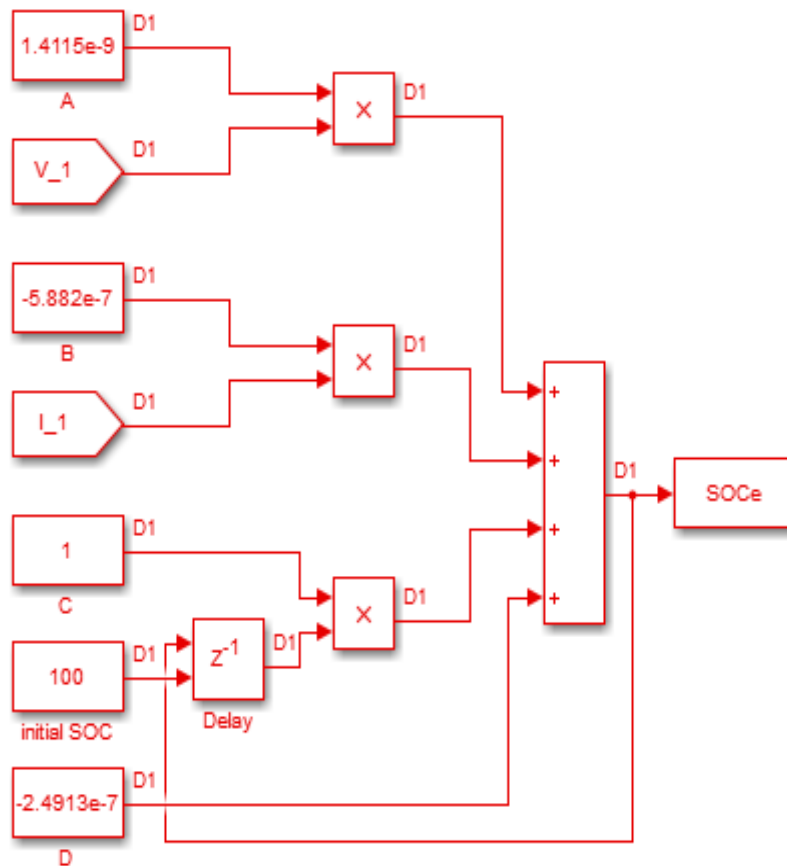 D1
1.4115e-9
A
D1
×
D1
V_1
D1
-5.882e-7
B
D1
×
D1
I_1
D1
+
+
+
+
D1
SOCe
D1
1
C
D1
×
D1
z-1
Delay
D1
100
initial SOC
D1
-2.4913e-7
D